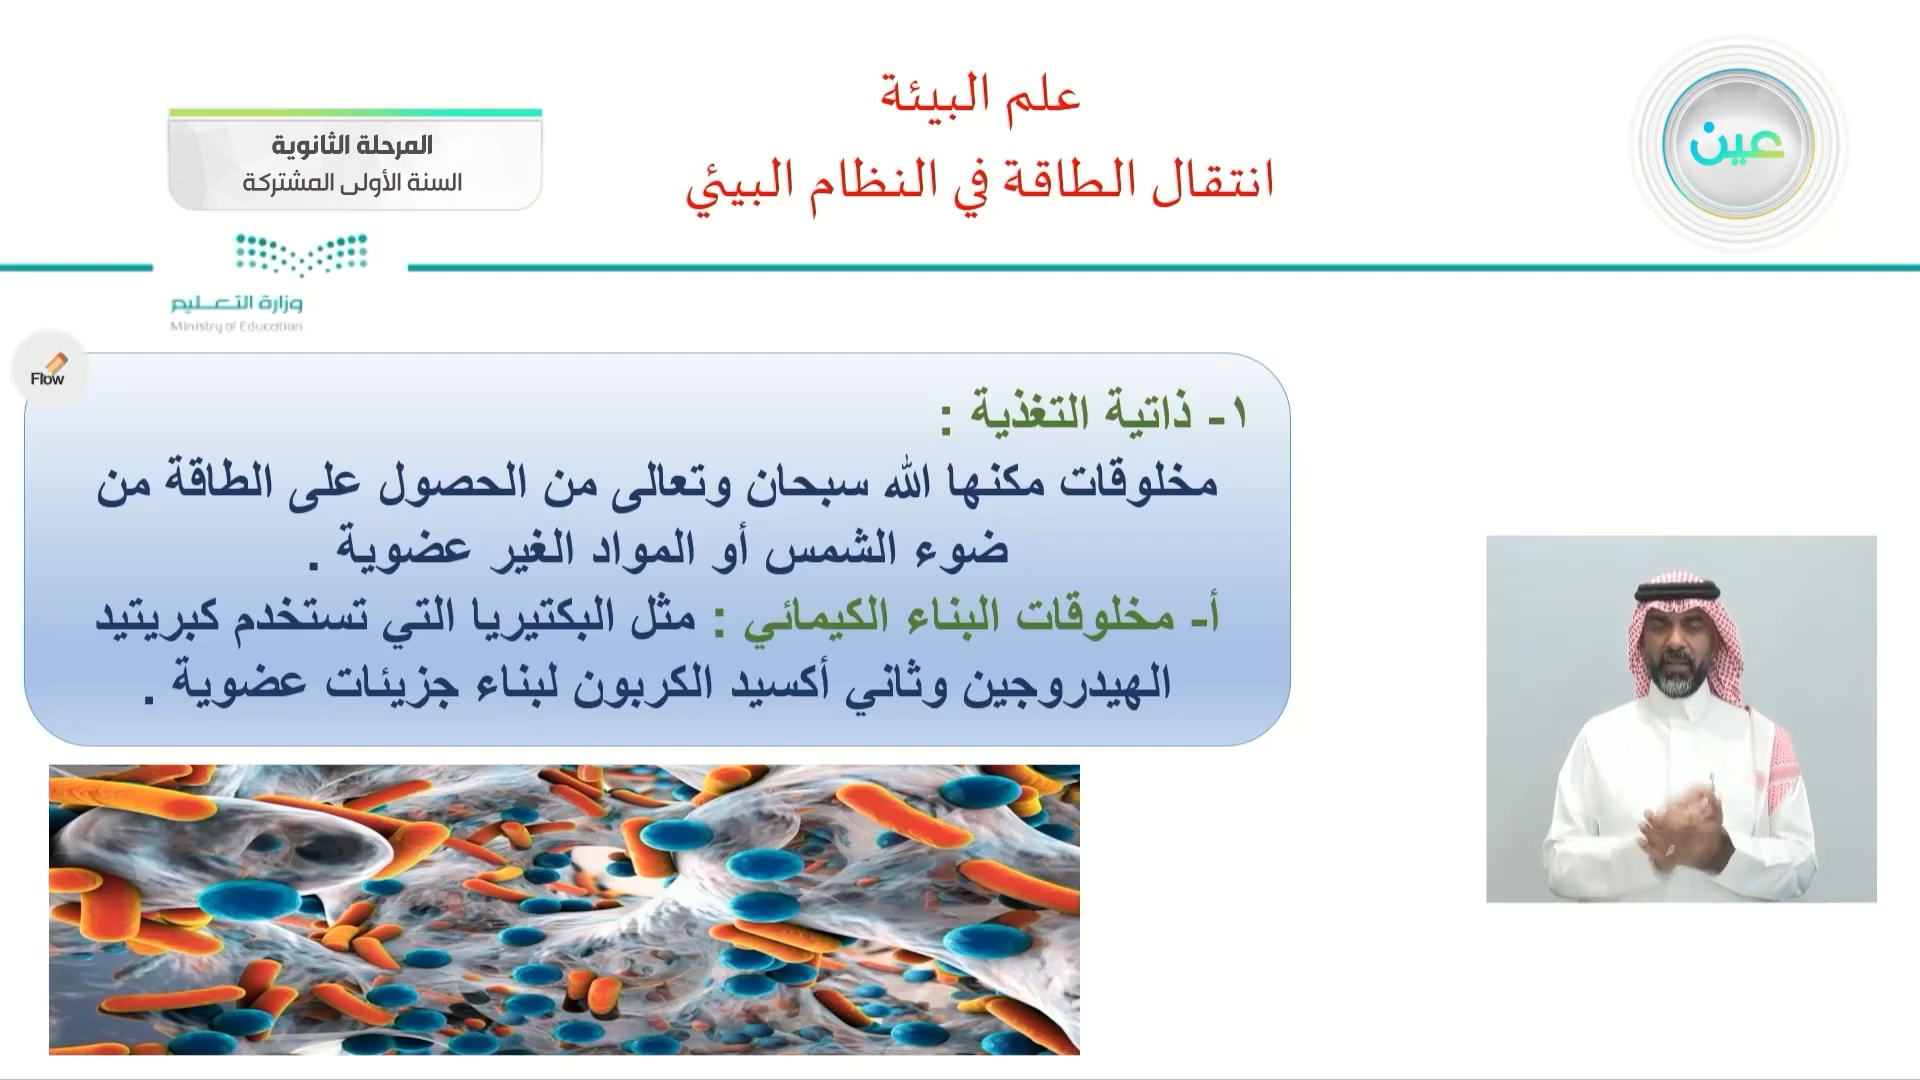 علم البيئة
انتقال الطاقة في النظام البيئي
عين
المرحلة الثانوية
السنة الأولى المشتركة
وزارة التعـــليم
Ministry of Education
Flow
١- ذاتية التغذية :
مخلوقات مكنها الله سبحان وتعالى من الحصول على الطاقة من
ضوء الشمس أو المواد الغير عضوية .
أ- مخلوقات البناء الكيمائي : مثل البكتيريا التي تستخدم كبريتيد
الهيدروجين وثاني أكسيد الكربون لبناء جزيئات عضوية .